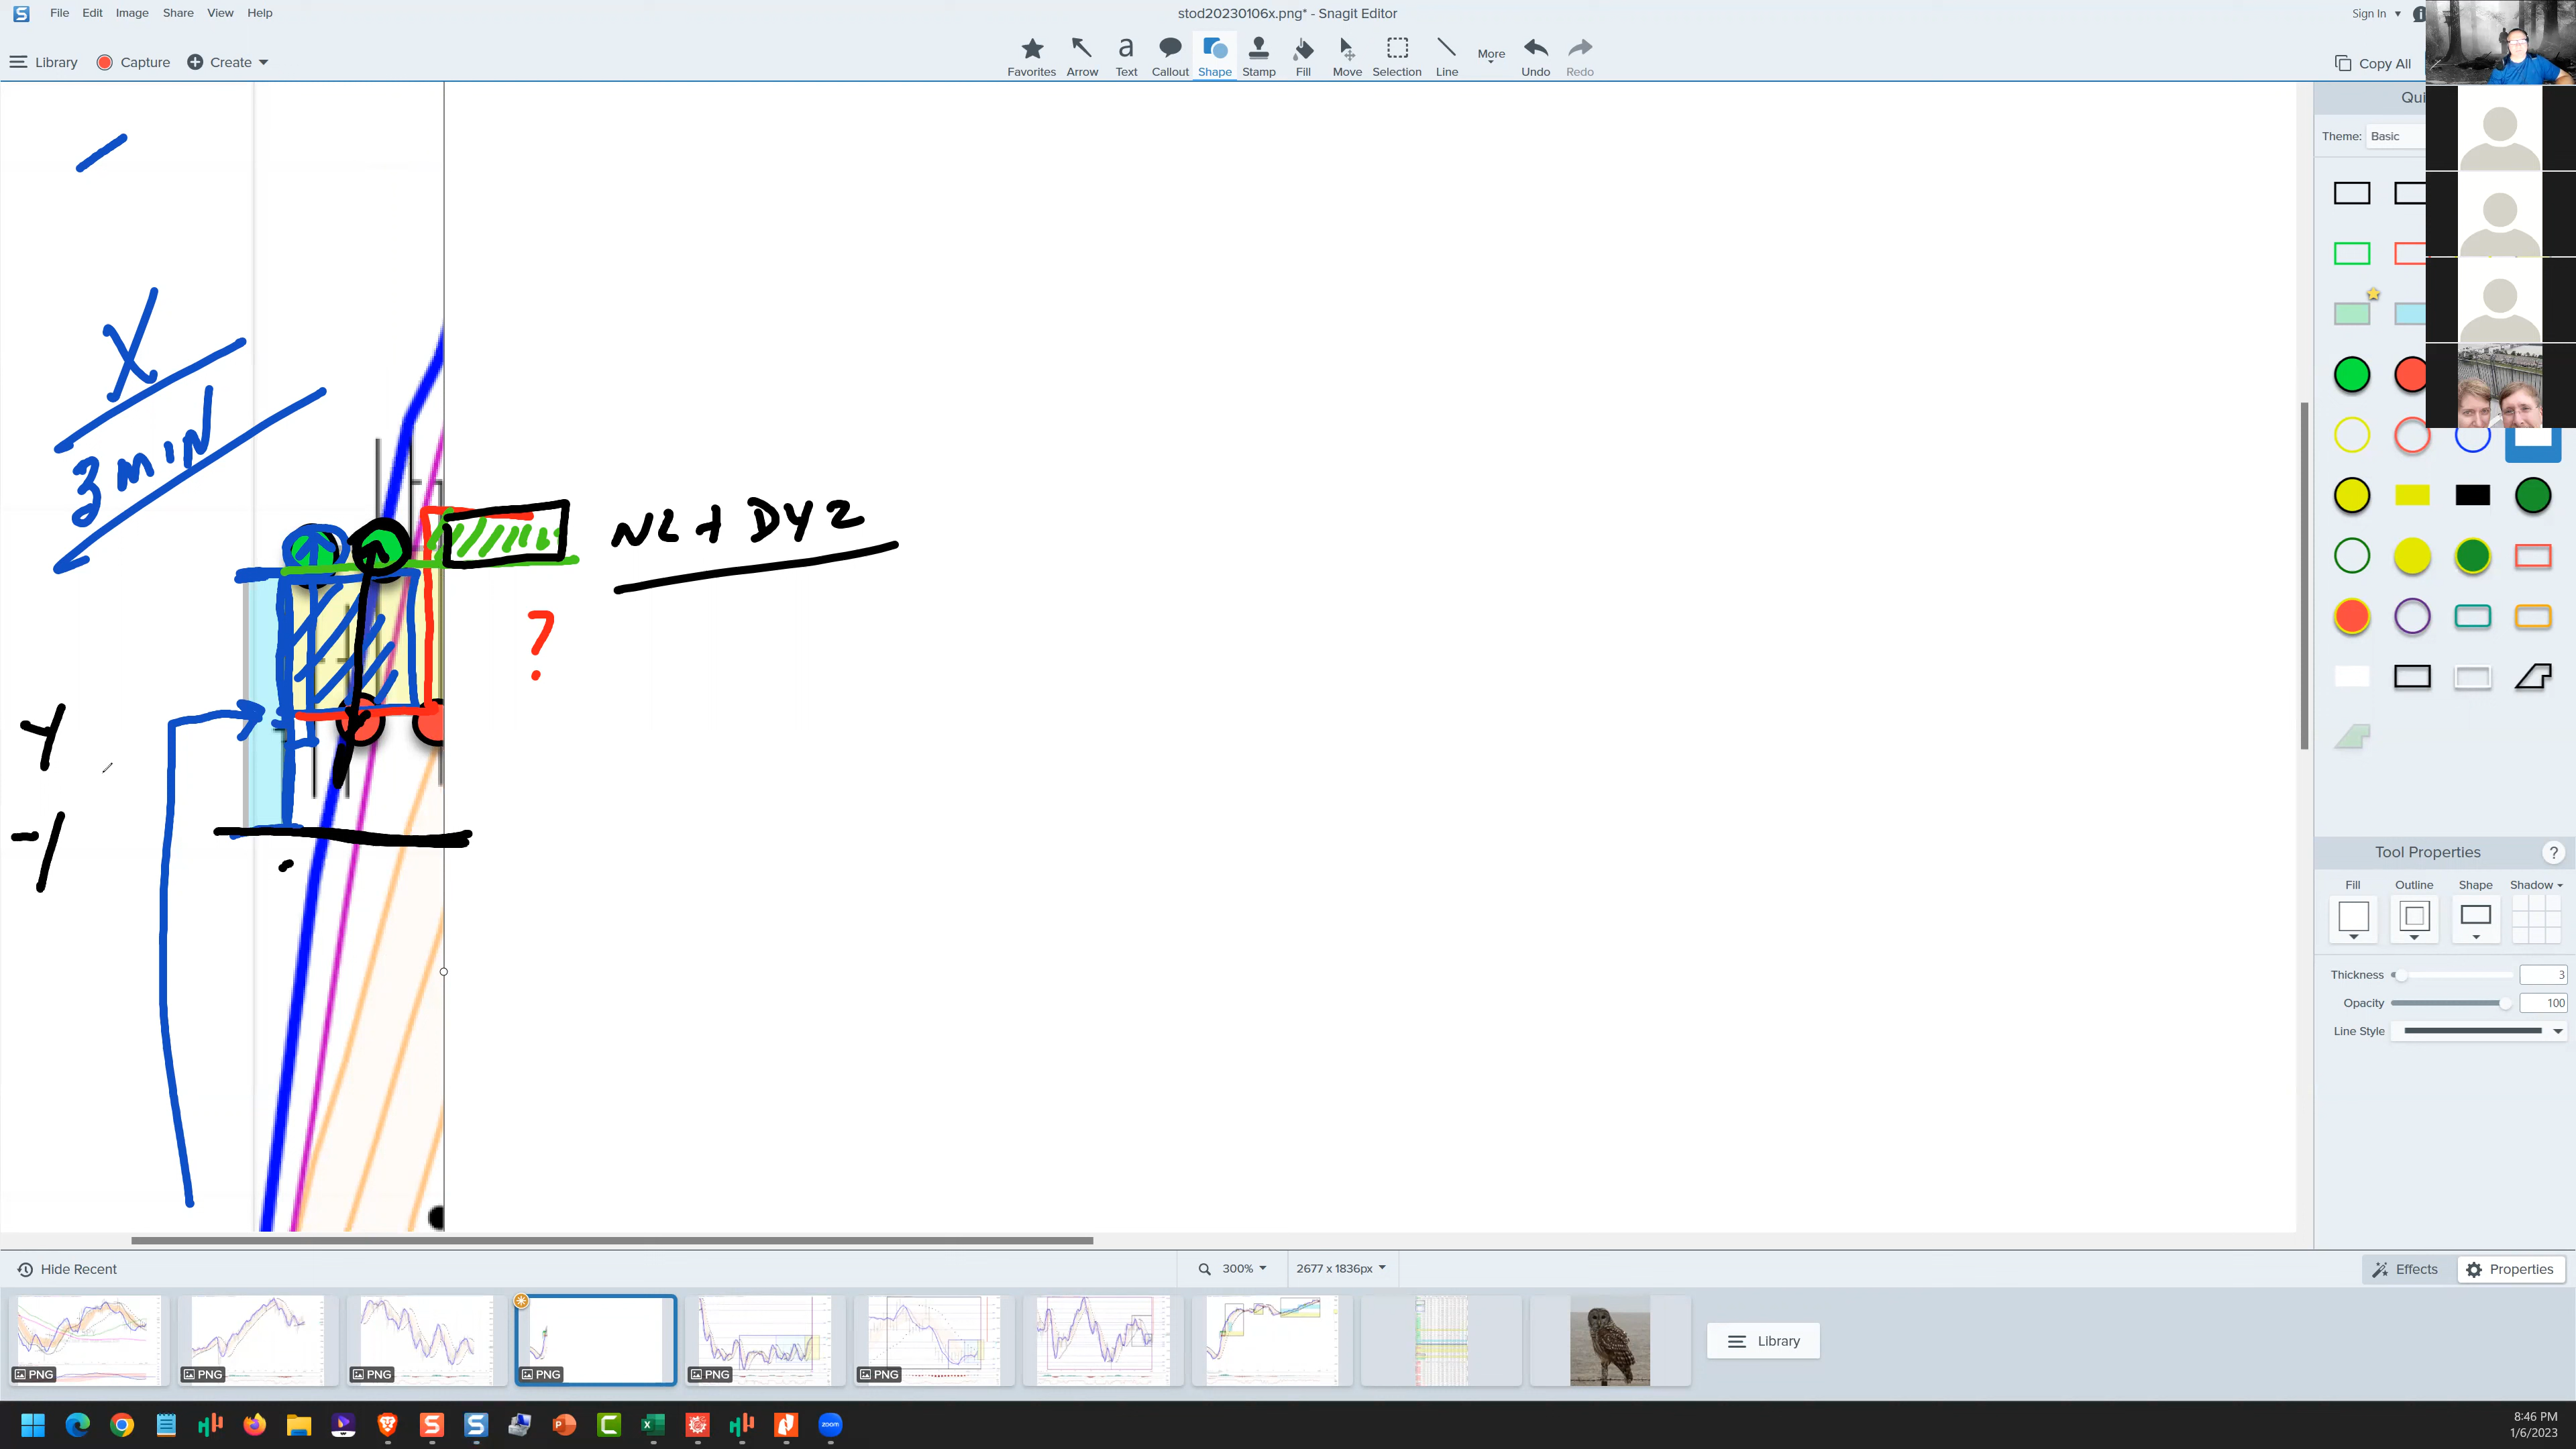 File Edit Image Share View Help
stod20230106x.png* - Snagit Editor
Sign In
Library Capture Create
Favorites Arrow Text Callout Shape Stamp Fill Move Selection Line More Undo Redo
Copy All
Qui
Theme: Basic
X
3 MIN
NL + DY2
?
Y
Tool Properties ?
Fill Outline Shape Shadow
Thickness 3
Opacity 100
Line Style
Hide Recent
300% 2677 x 1836px
Effects Properties
PNG PNG PNG PNG PNG PNG
Library
zoom
8:46 PM
1/6/2023